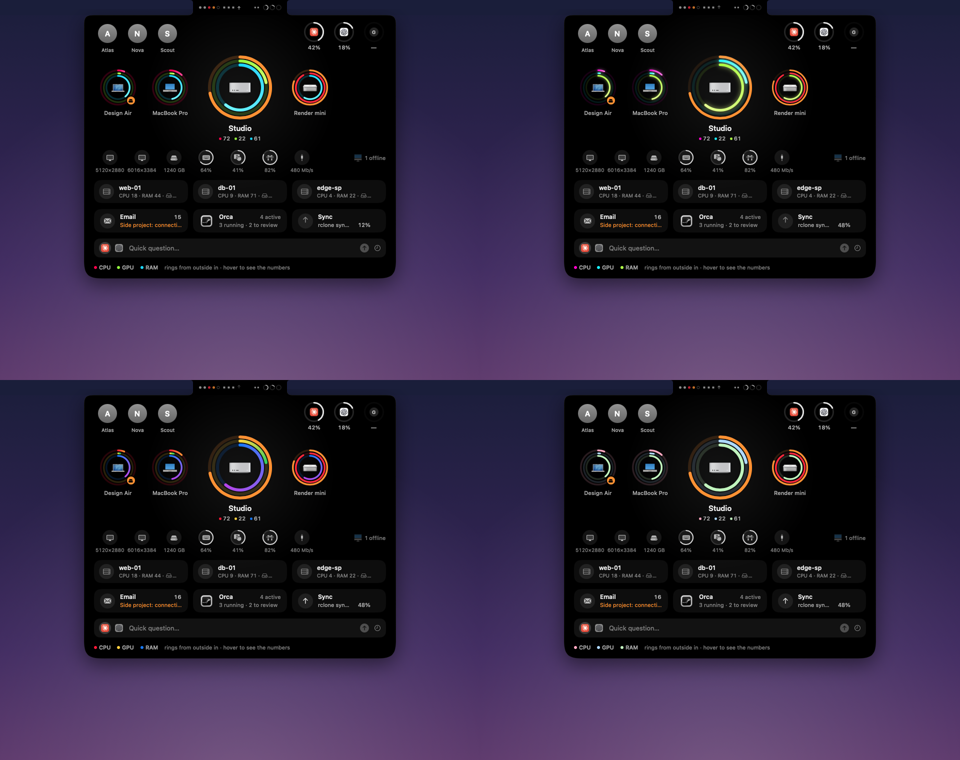 A N S
Atlas Nova Scout
42% 18% —
Design Air MacBook Pro Render mini
Studio
72 22 61
5120x2880 6016x3384 1240 GB 64% 41% 82% 480 Mb/s 1 offline
web-01 db-01 edge-sp
CPU 18 · RAM 44 · CPU 9 · RAM 71 · CPU 4 · RAM 22 ·
Email 16 Orca 4 active Sync
Side project: connecti... 3 running · 2 to review rclone syn... 12%
Quick question...
CPU GPU RAM rings from outside in · hover to see the numbers
A N S
Atlas Nova Scout
42% 18% —
Design Air MacBook Pro Render mini
Studio
72 22 61
5120x2880 6016x3384 1240 GB 64% 41% 82% 480 Mb/s 1 offline
web-01 db-01 edge-sp
CPU 18 · RAM 44 · CPU 9 · RAM 71 · CPU 4 · RAM 22 ·
Email 16 Orca 4 active Sync
Side project: connecti... 3 running · 2 to review rclone syn... 48%
Quick question...
CPU GPU RAM rings from outside in · hover to see the numbers
A N S
Atlas Nova Scout
42% 18% —
Design Air MacBook Pro Render mini
Studio
72 22 61
5120x2880 6016x3384 1240 GB 64% 41% 82% 480 Mb/s 1 offline
web-01 db-01 edge-sp
CPU 18 · RAM 44 · CPU 9 · RAM 71 · CPU 4 · RAM 22 ·
Email 16 Orca 4 active Sync
Side project: connecti... 3 running · 2 to review rclone syn... 48%
Quick question...
CPU GPU RAM rings from outside in · hover to see the numbers
A N S
Atlas Nova Scout
42% 18% —
Design Air MacBook Pro Render mini
Studio
72 22 61
5120x2880 6016x3384 1240 GB 64% 41% 82% 480 Mb/s 1 offline
web-01 db-01 edge-sp
CPU 18 · RAM 44 · CPU 9 · RAM 71 · CPU 4 · RAM 22 ·
Email 16 Orca 4 active Sync
Side project: connecti... 3 running · 2 to review rclone syn... 48%
Quick question...
CPU GPU RAM rings from outside in · hover to see the numbers